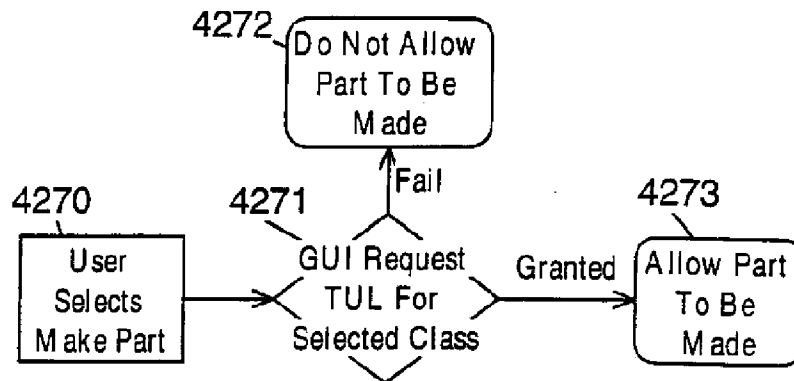 4272
Do Not Allow
Part To Be
Made
Fail
4270
User
Selects
Make Part
4271
GUI Request
TUL For
Selected Class
Granted
4273
Allow Part
To Be
Made